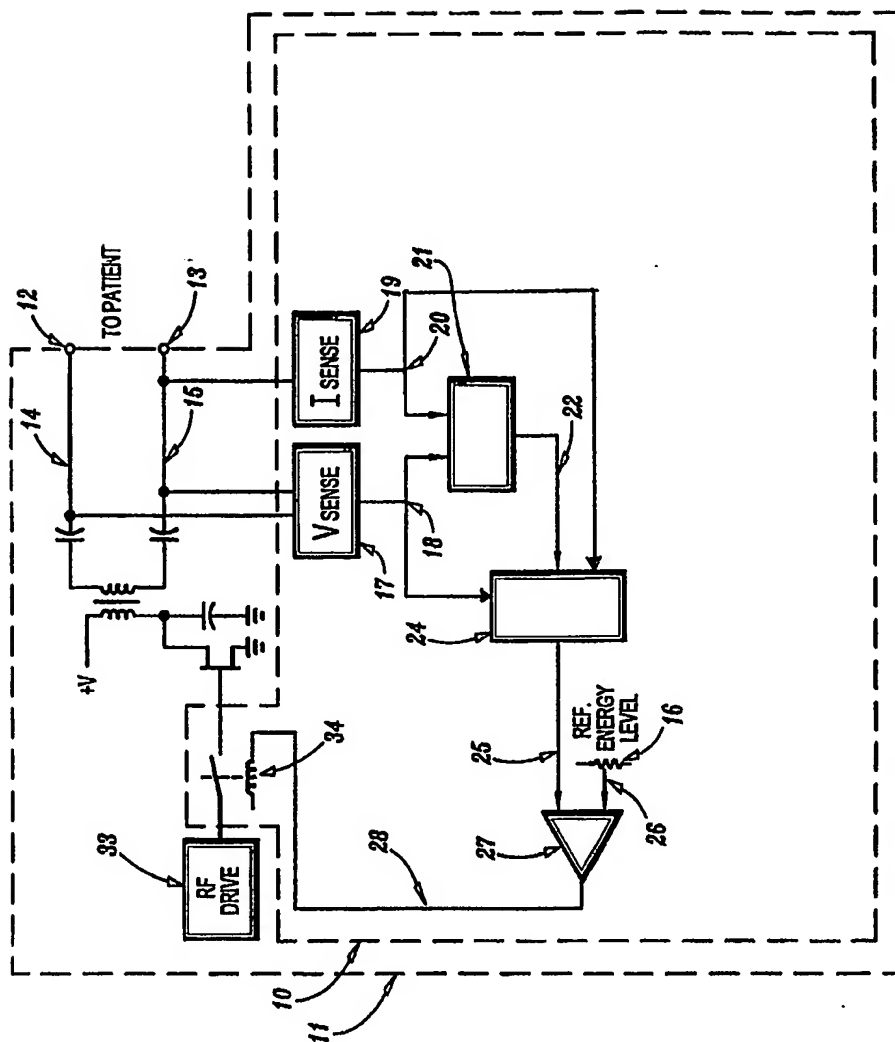 11
10
33
RF
DRIVE
28
34
+V
14
15
TO PATIENT
12
13
V SENSE
17
18
I SENSE
19
20
21
22
24
25
REF.
ENERGY
LEVEL
16
26
27